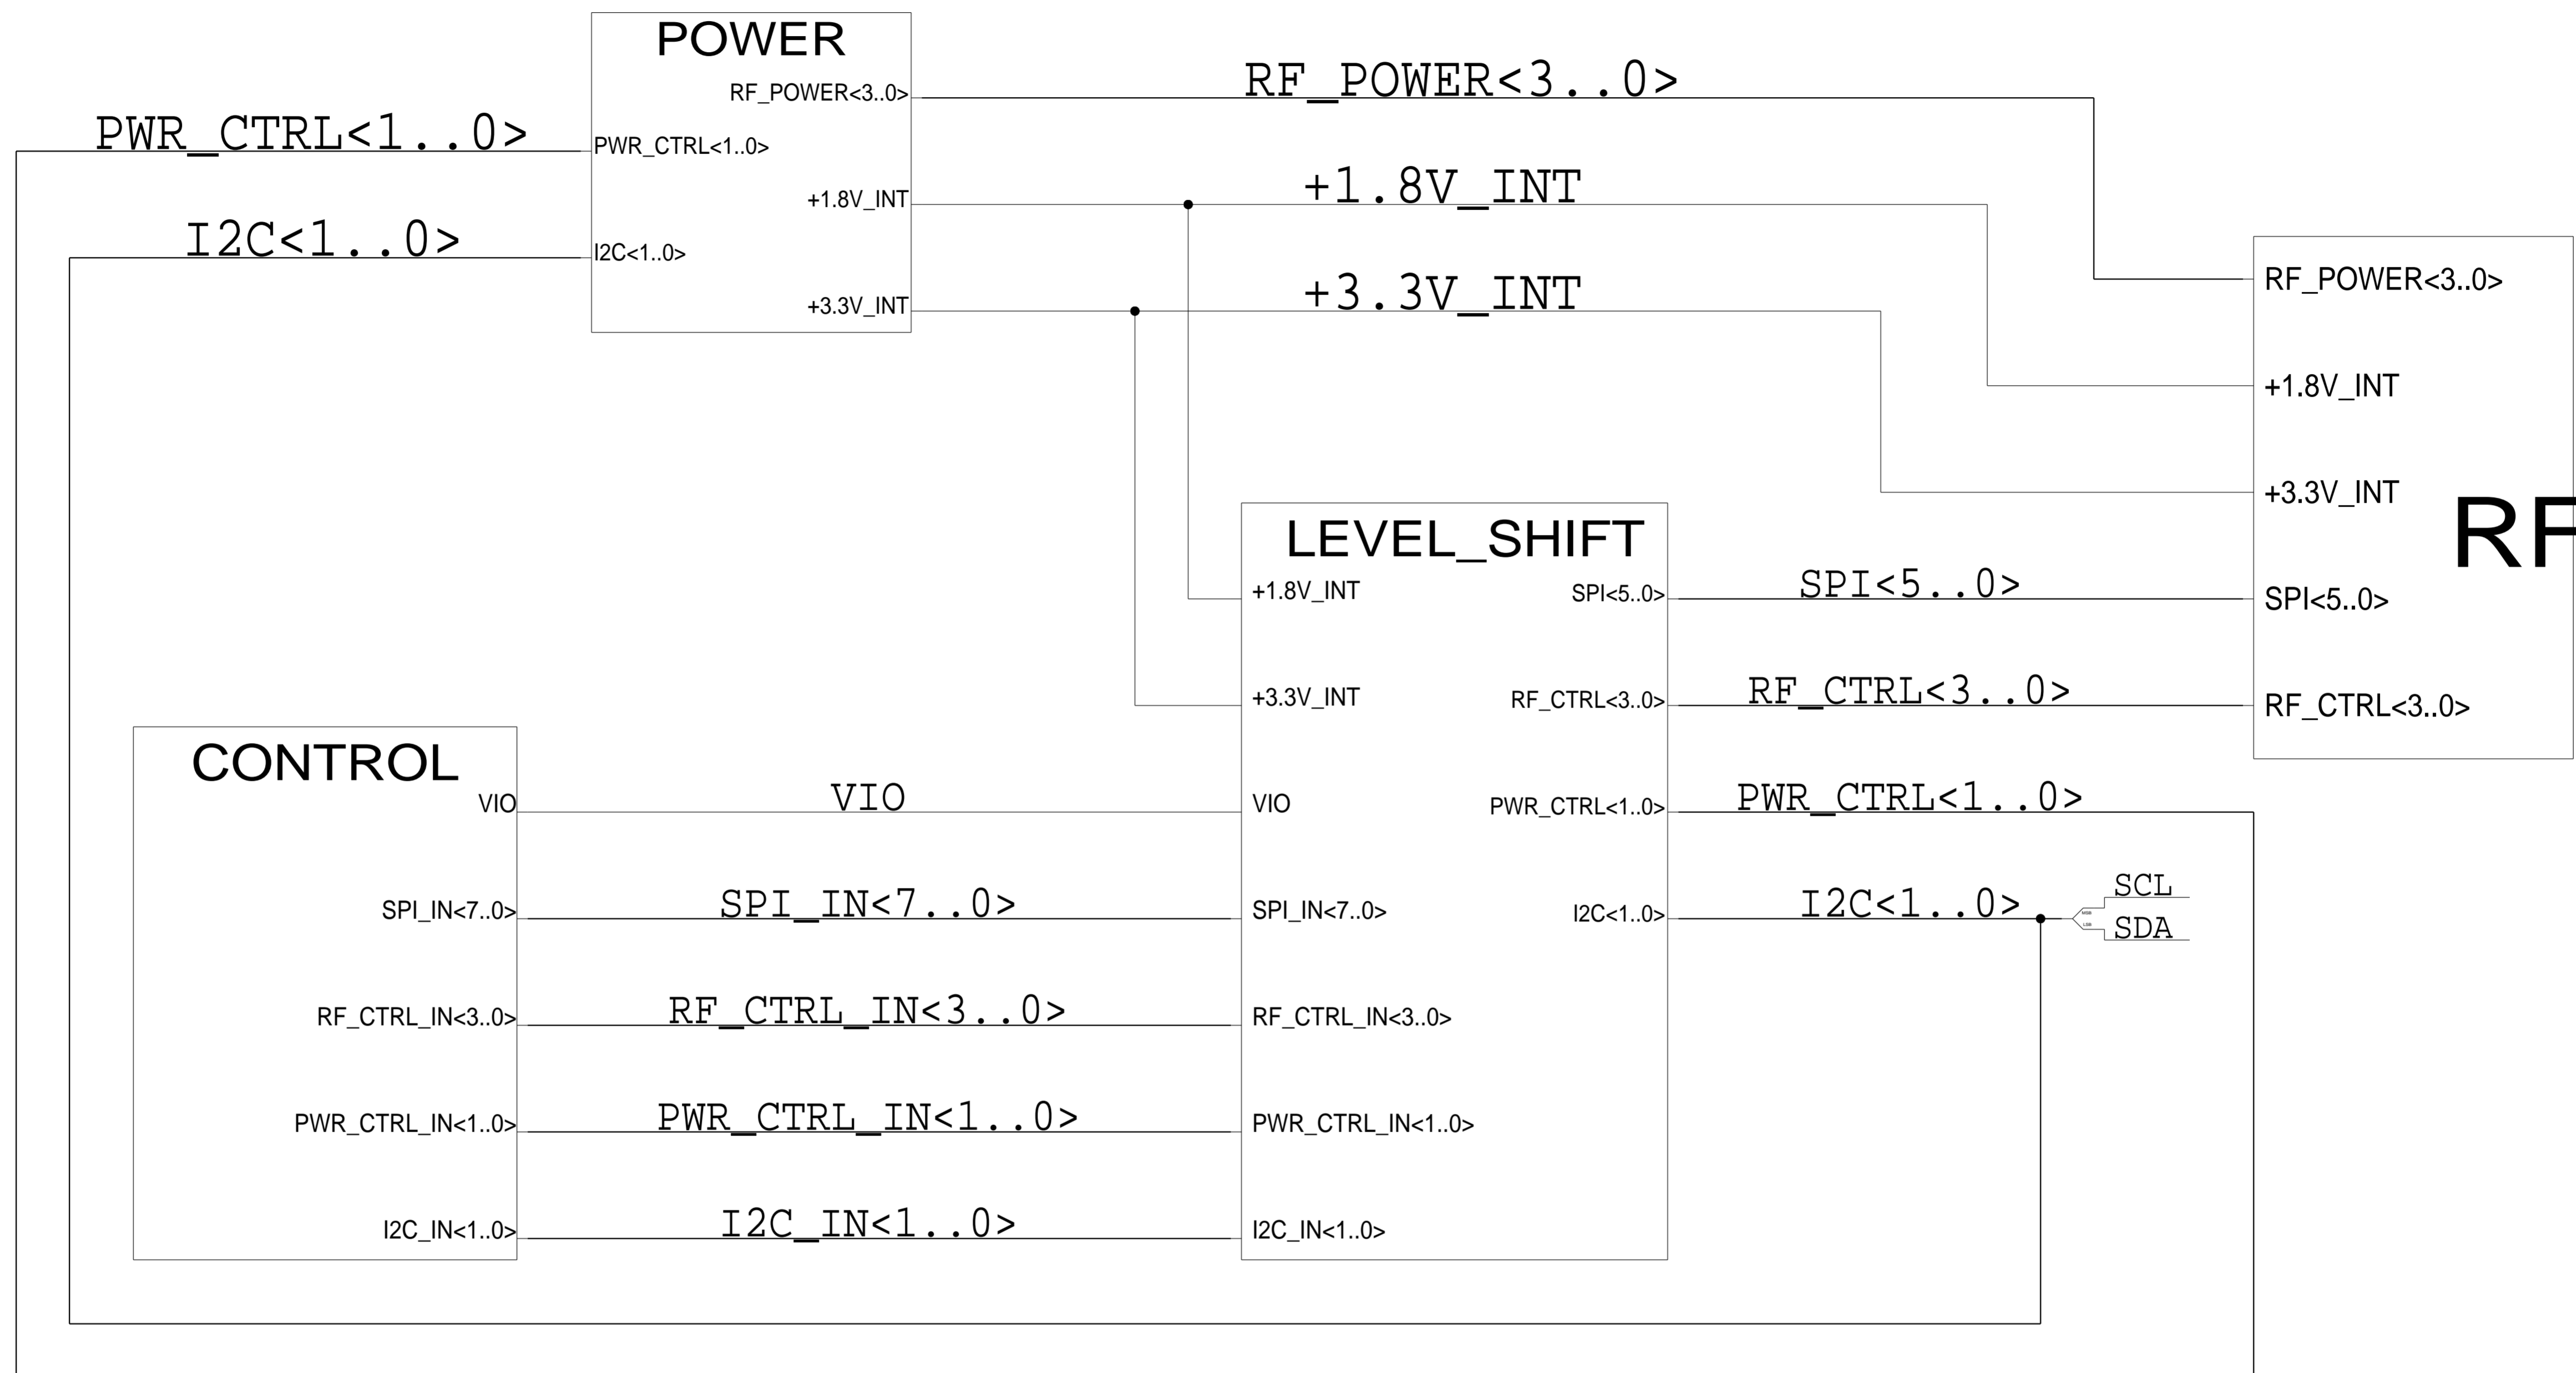 POWER
RF_POWER<3..0>
PWR_CTRL<1..0>
+1.8V_INT
I2C<1..0>
+3.3V_INT
PWR_CTRL<1..0>
I2C<1..0>
RF_POWER<3..0>
+1.8V_INT
+3.3V_INT
RF_POWER<3..0>
+1.8V_INT
+3.3V_INT
RF
SPI<5..0>
RF_CTRL<3..0>
LEVEL_SHIFT
+1.8V_INT
SPI<5..0>
+3.3V_INT
RF_CTRL<3..0>
VIO
PWR_CTRL<1..0>
SPI_IN<7..0>
I2C<1..0>
RF_CTRL_IN<3..0>
PWR_CTRL_IN<1..0>
I2C_IN<1..0>
SPI<5..0>
RF_CTRL<3..0>
PWR_CTRL<1..0>
I2C<1..0>
SCL
MSB
LSB
SDA
CONTROL
VIO
SPI_IN<7..0>
RF_CTRL_IN<3..0>
PWR_CTRL_IN<1..0>
I2C_IN<1..0>
VIO
SPI_IN<7..0>
RF_CTRL_IN<3..0>
PWR_CTRL_IN<1..0>
I2C_IN<1..0>